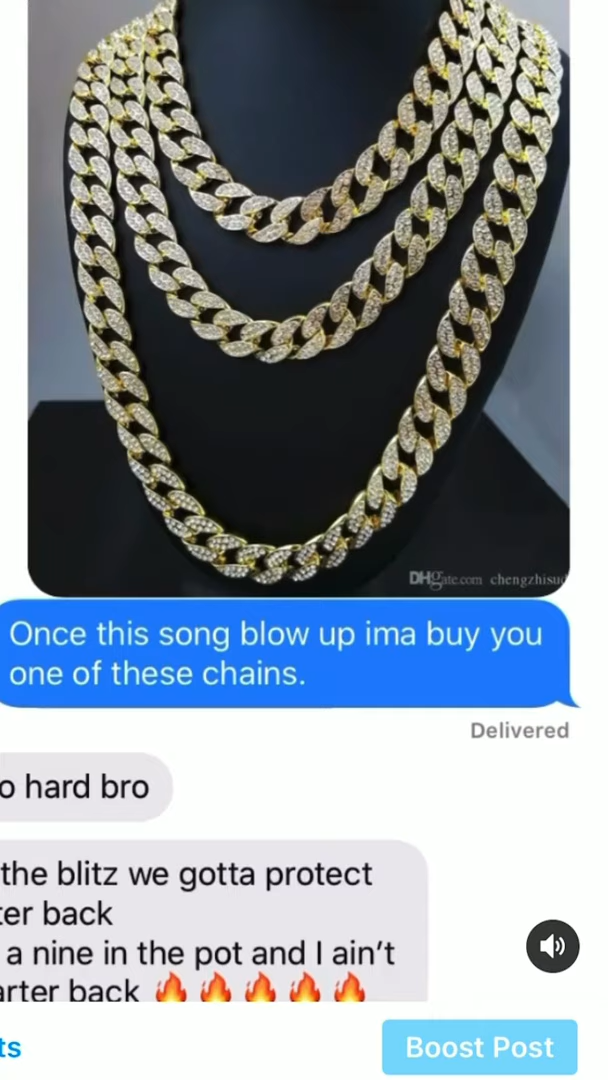 DHgate.com chengzhisu
Once this song blow up ima buy you
one of these chains.
Delivered
o hard bro
the blitz we gotta protect
er back
a nine in the pot and I ain't
arter back 🔥🔥🔥🔥🔥
ts
Boost Post